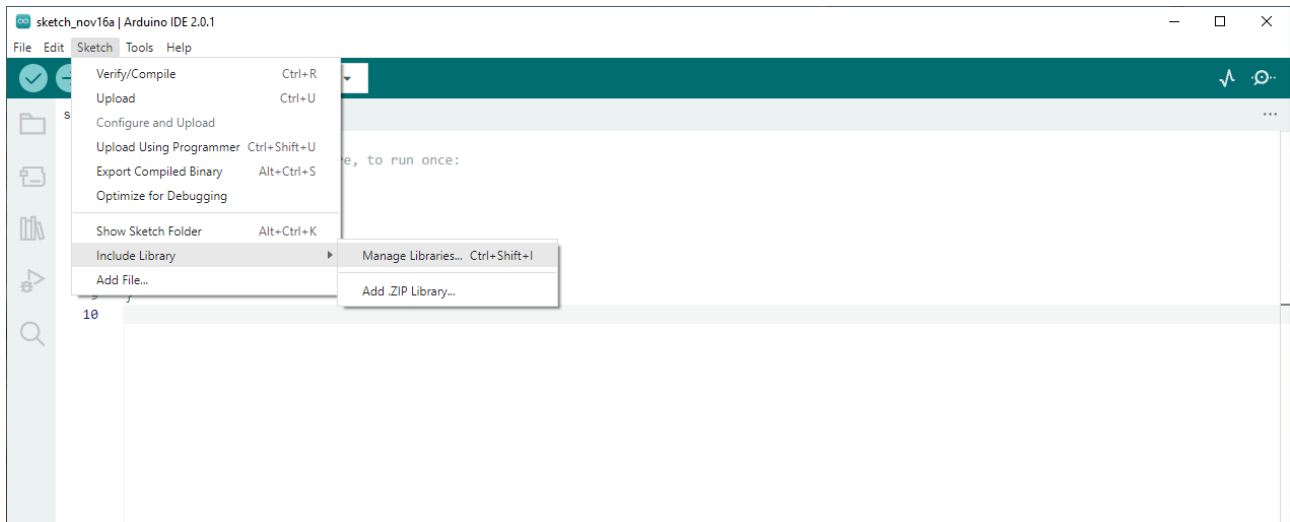 sketch_nov16a | Arduino IDE 2.0.1
File Edit Sketch Tools Help
Verify/Compile Ctrl+R
Upload Ctrl+U
Configure and Upload
Upload Using Programmer Ctrl+Shift+U
Export Compiled Binary Alt+Ctrl+S
Optimize for Debugging
Show Sketch Folder Alt+Ctrl+K
Include Library
Add File...
Manage Libraries... Ctrl+Shift+I
Add .ZIP Library...
s
e, to run once:
9 }
10